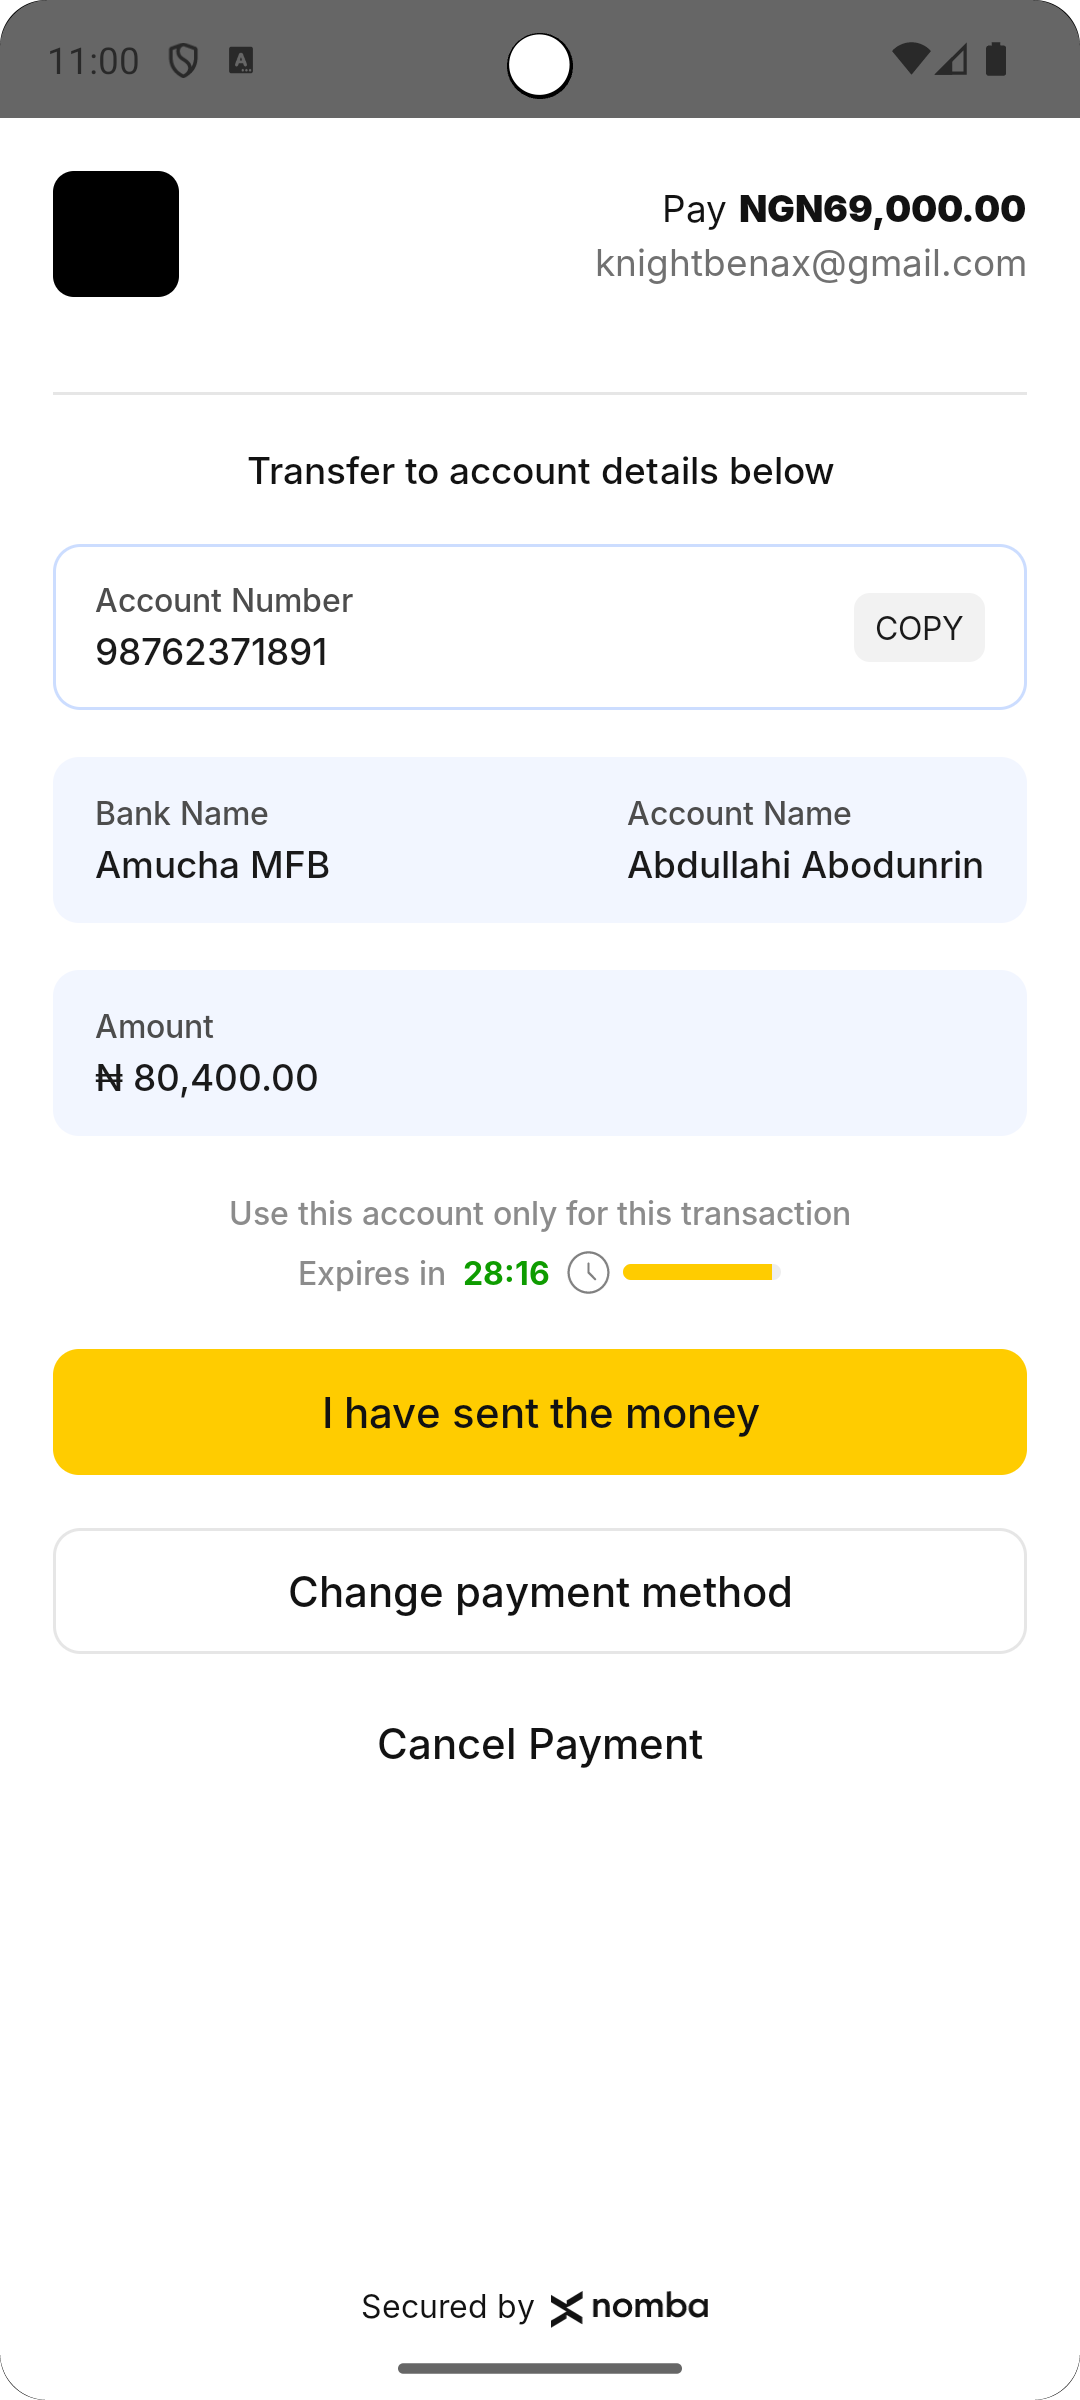 11:00
Pay NGN69,000.00
knightbenax@gmail.com
Transfer to account details below
Account Number
98762371891
COPY
Bank Name
Amucha MFB
Account Name
Abdullahi Abodunrin
Amount
₦ 80,400.00
Use this account only for this transaction
Expires in 28:16
I have sent the money
Change payment method
Cancel Payment
Secured by nomba